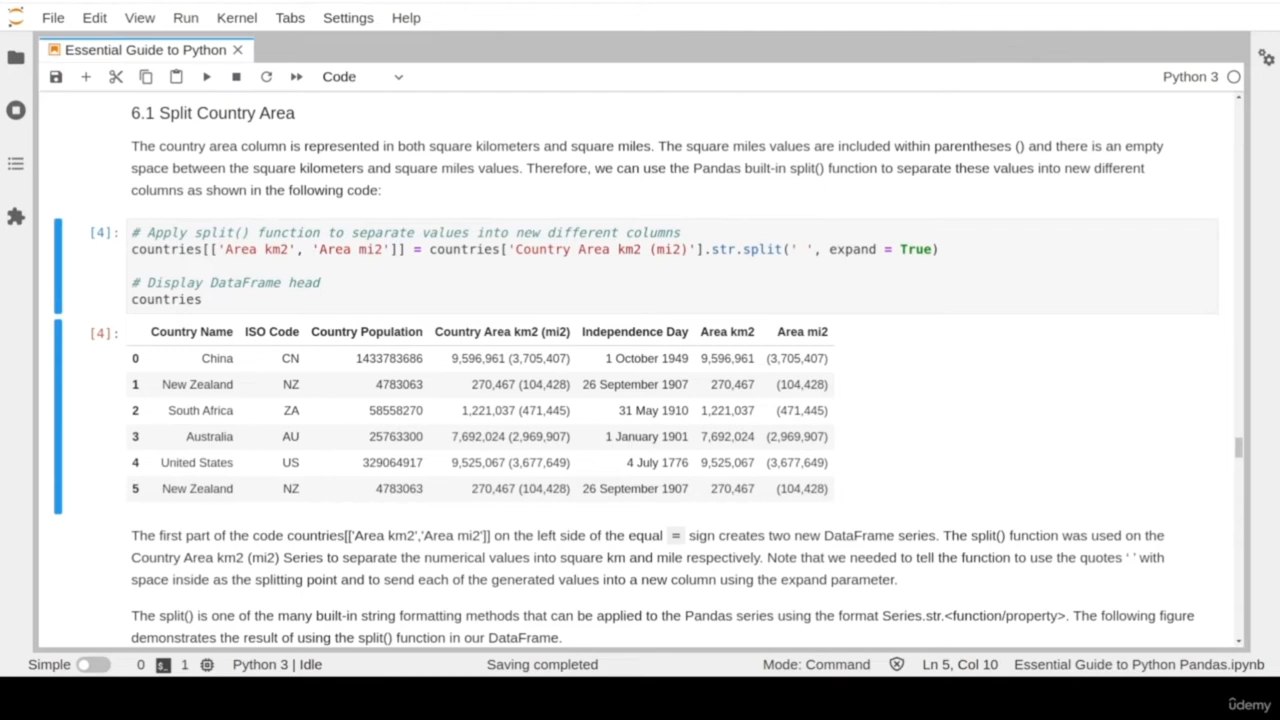 File Edit View Run Kernel Tabs Settings Help
Essential Guide to Python
Code
Python 3
6.1 Split Country Area
The country area column is represented in both square kilometers and square miles. The square miles values are included within parentheses () and there is an empty
space between the square kilometers and square miles values. Therefore, we can use the Pandas built-in split() function to separate these values into new different
columns as shown in the following code:
[4]: # Apply split() function to separate values into new different columns
countries[['Area km2', 'Area mi2']] = countries['Country Area km2 (mi2)'].str.split(' ', expand = True)
# Display DataFrame head
countries
[4]: Country Name ISO Code Country Population Country Area km2 (mi2) Independence Day Area km2 Area mi2
0 China CN 1433783686 9,596,961 (3,705,407) 1 October 1949 9,596,961 (3,705,407)
1 New Zealand NZ 4783063 270,467 (104,428) 26 September 1907 270,467 (104,428)
2 South Africa ZA 58558270 1,221,037 (471,445) 31 May 1910 1,221,037 (471,445)
3 Australia AU 25763300 7,692,024 (2,969,907) 1 January 1901 7,692,024 (2,969,907)
4 United States US 329064917 9,525,067 (3,677,649) 4 July 1776 9,525,067 (3,677,649)
5 New Zealand NZ 4783063 270,467 (104,428) 26 September 1907 270,467 (104,428)
The first part of the code countries[['Area km2','Area mi2']] on the left side of the equal = sign creates two new DataFrame series. The split() function was used on the
Country Area km2 (mi2) Series to separate the numerical values into square km and mile respectively. Note that we needed to tell the function to use the quotes ' ' with
space inside as the splitting point and to send each of the generated values into a new column using the expand parameter.
The split() is one of the many built-in string formatting methods that can be applied to the Pandas series using the format Series.str.<function/property>. The following figure
demonstrates the result of using the split() function in our DataFrame.
Simple 0 $_ 1 Python 3 | Idle Saving completed Mode: Command Ln 5, Col 10 Essential Guide to Python Pandas.ipynb
ûdemy